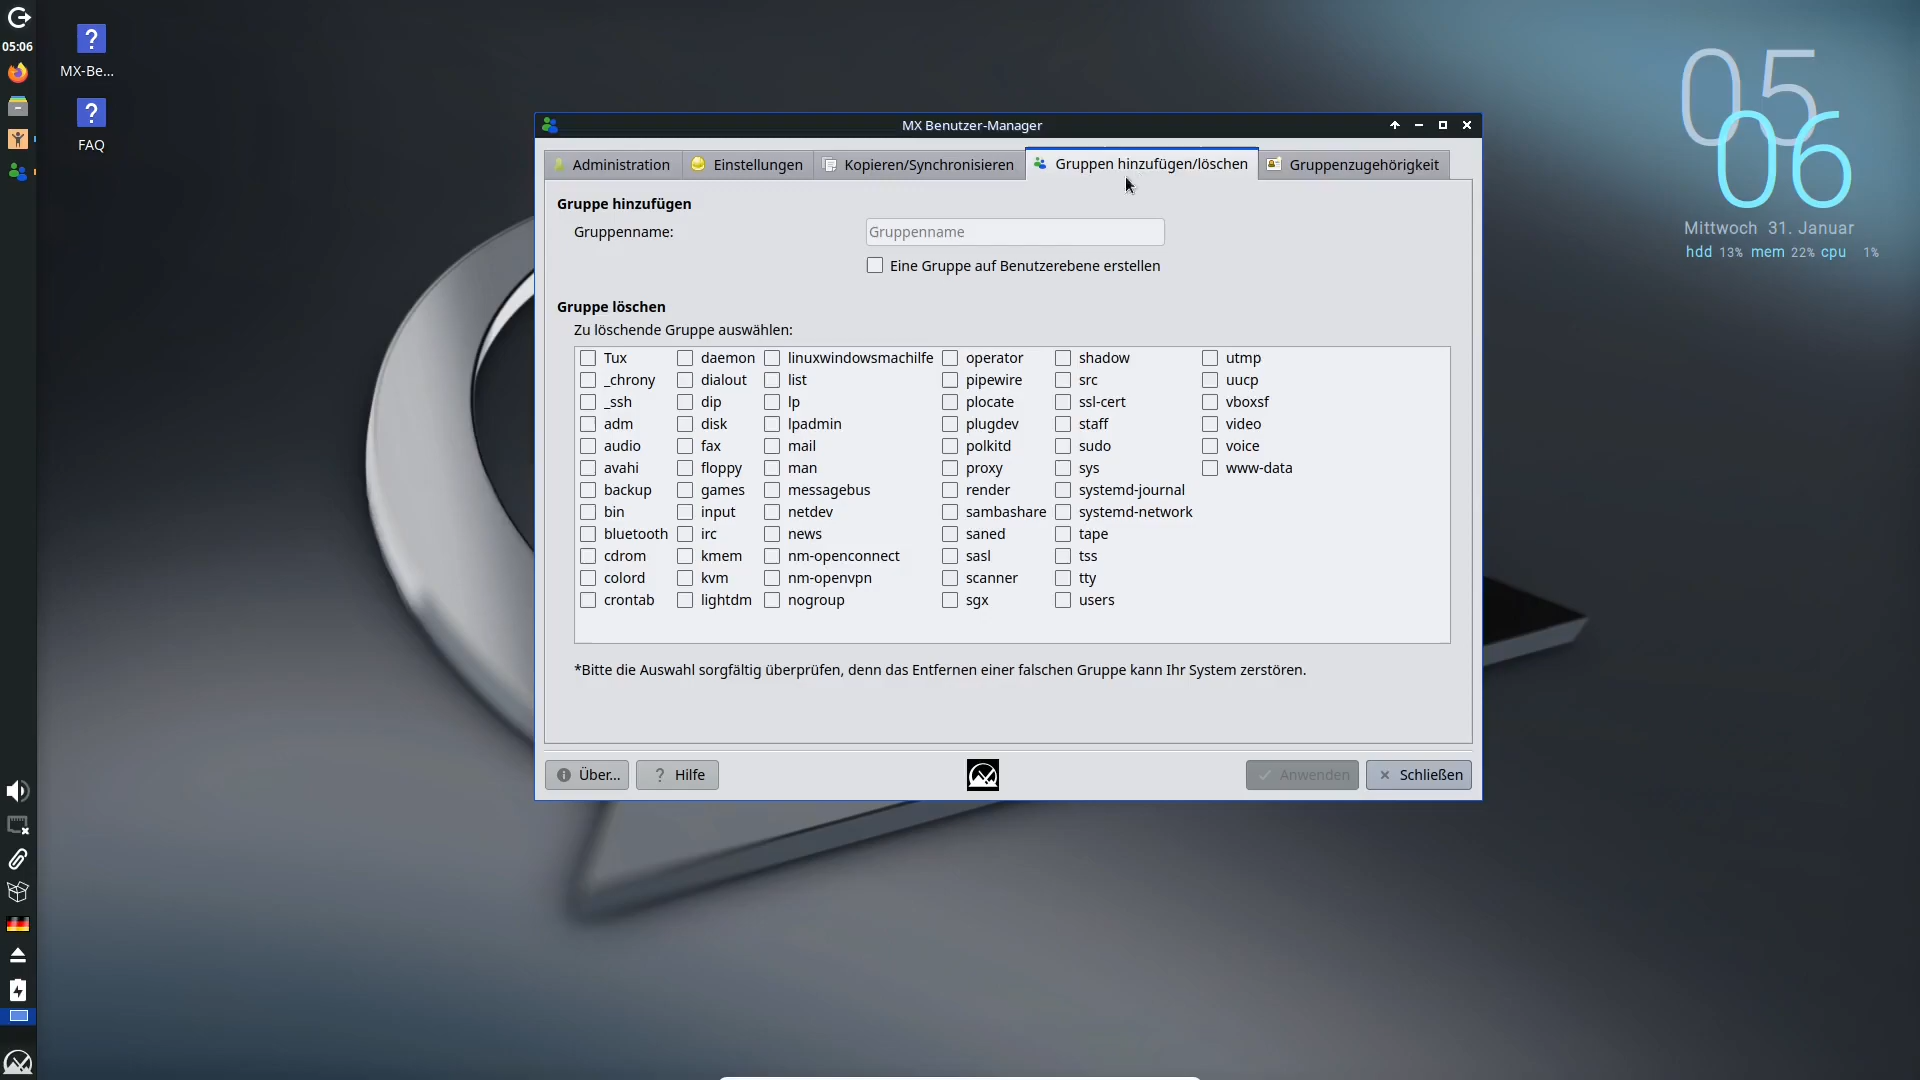 05:06
MX-Be...
FAQ
05
06
Mittwoch 31. Januar
hdd 13% mem 22% cpu 1%
MX Benutzer-Manager
Administration Einstellungen Kopieren/Synchronisieren Gruppen hinzufügen/löschen Gruppenzugehörigkeit
Gruppe hinzufügen
Gruppenname: Gruppenname
Eine Gruppe auf Benutzerebene erstellen
Gruppe löschen
Zu löschende Gruppe auswählen:
Tux daemon linuxwindowsmachilfe operator shadow utmp
_chrony dialout list pipewire src uucp
_ssh dip lp plocate ssl-cert vboxsf
adm disk lpadmin plugdev staff video
audio fax mail polkitd sudo voice
avahi floppy man proxy sys www-data
backup games messagebus render systemd-journal
bin input netdev sambashare systemd-network
bluetooth irc news saned tape
cdrom kmem nm-openconnect sasl tss
colord kvm nm-openvpn scanner tty
crontab lightdm nogroup sgx users
*Bitte die Auswahl sorgfältig überprüfen, denn das Entfernen einer falschen Gruppe kann Ihr System zerstören.
Über... Hilfe Anwenden Schließen